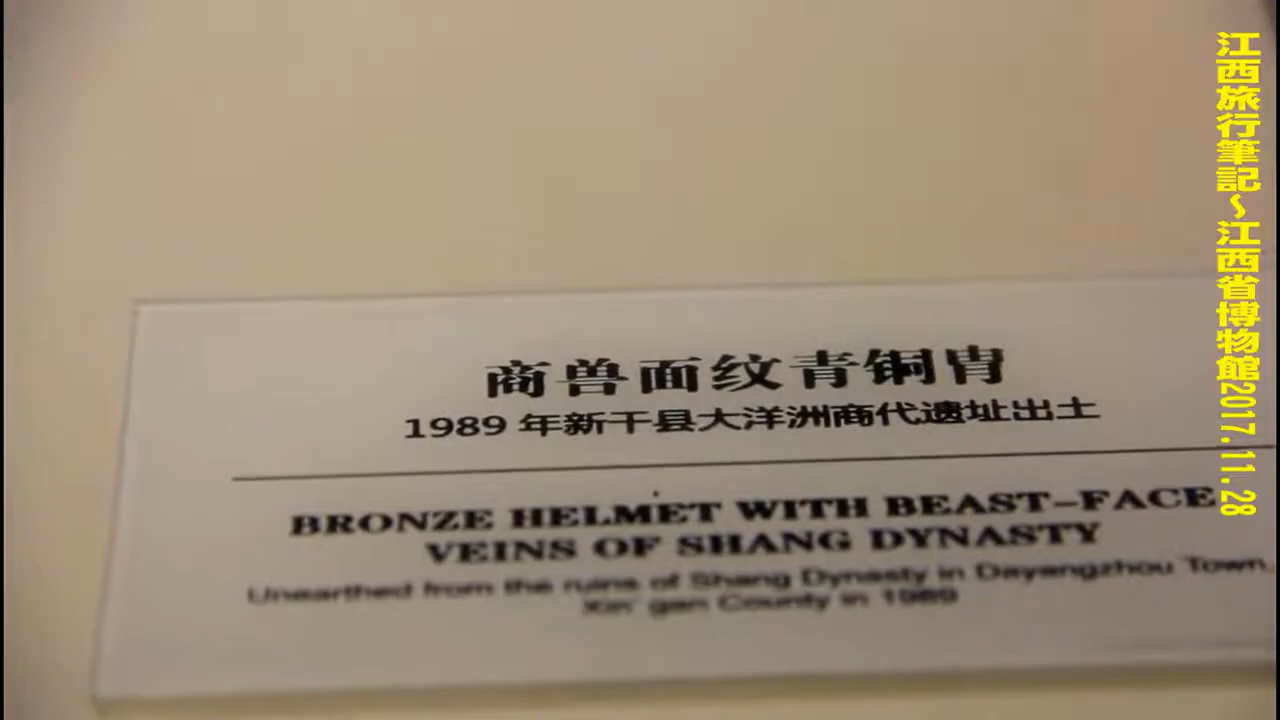 商兽面纹青铜胄
1989 年新干县大洋洲商代遗址出土
BRONZE HELMET WITH BEAST-FACE
VEINS OF SHANG DYNASTY
Unearthed from the ruins of Shang Dynasty in Dayangzhou Town,
Xin' gan County in 1989
江西旅行筆記~江西省博物館2017.11.28